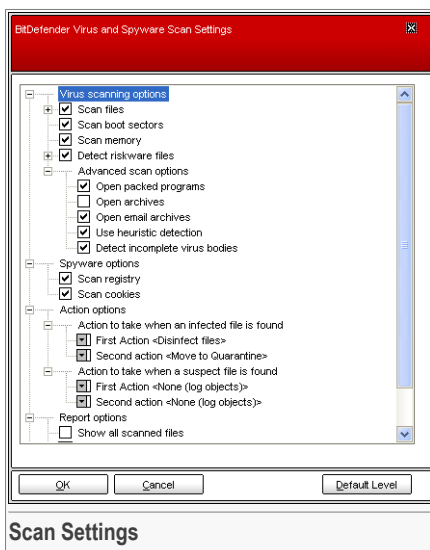 BitDefender Virus and Spyware Scan Settings
Virus scanning options
Scan files
Scan boot sectors
Scan memory
Detect riskware files
Advanced scan options
Open packed programs
Open archives
Open email archives
Use heuristic detection
Detect incomplete virus bodies
Spyware options
Scan registry
Scan cookies
Action options
Action to take when an infected file is found
First Action <Disinfect files>
Second action <Move to Quarantine>
Action to take when a suspect file is found
First Action <None (log objects)>
Second action <None (log objects)>
Report options
Show all scanned files
OK Cancel Default Level
Scan Settings